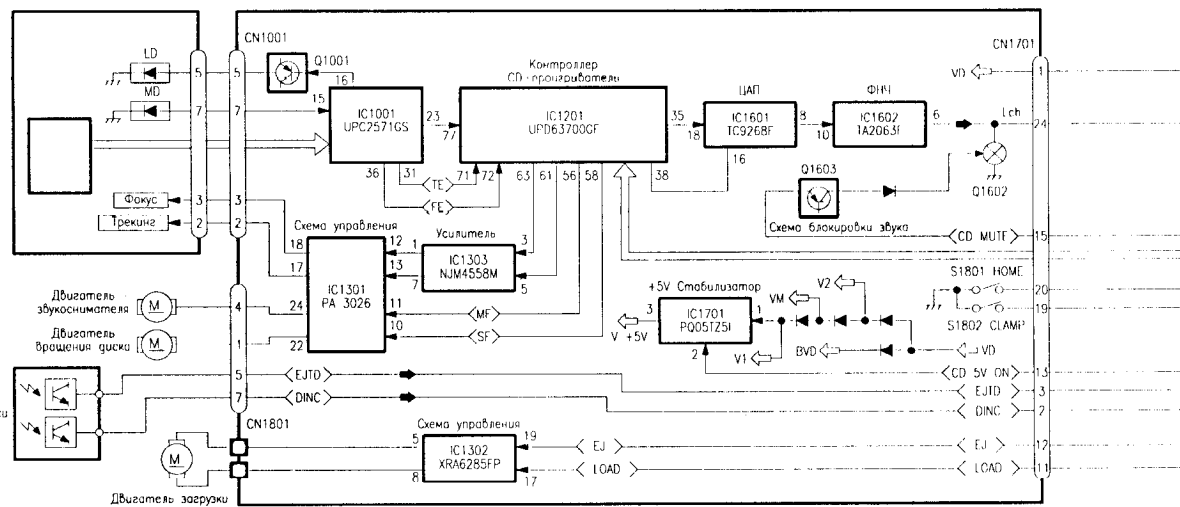 CN1001
CN1701
LD
Q1001
Контроллер
CD-проигривателы
VD
1
5
5
16
ЦАП
ФНЧ
MD
15
IC1001
UPC2571GS
23
77
IC1201
UPD63700GF
35
18
IC1601
TC9268F
8
10
IC1602
TA2063F
6
Lch
24
7
7
16
36
31
TE
71
72
63
61
56
58
38
Q1603
Q1602
FE
Фокус
3
3
Трекинг
2
2
Схема управления
Усилитель
Схема блокировки звука
CD MUTE
15
18
12
1
IC1303
NJM4558M
3
17
IC1301
PA 3026
13
7
5
S1801 HOME
20
19
S1802 CLAMP
Двигатель
звукоснимателя
M
4
24
11
MF
+5V Стабилизатор
3
IC1701
PQ05TZ5I
1
VM
V2
Двигатель
вращения диска
M
1
22
10
SF
V +5V
2
V1
BVD
VD
5
EJTD
CD 5V ON
13
EJTD
3
7
DINC
DINC
2
ки
CN1801
Схема управления
M
5
IC1302
XRA6285FP
19
EJ
EJ
12
8
17
LOAD
LOAD
11
Двигатель загрузки